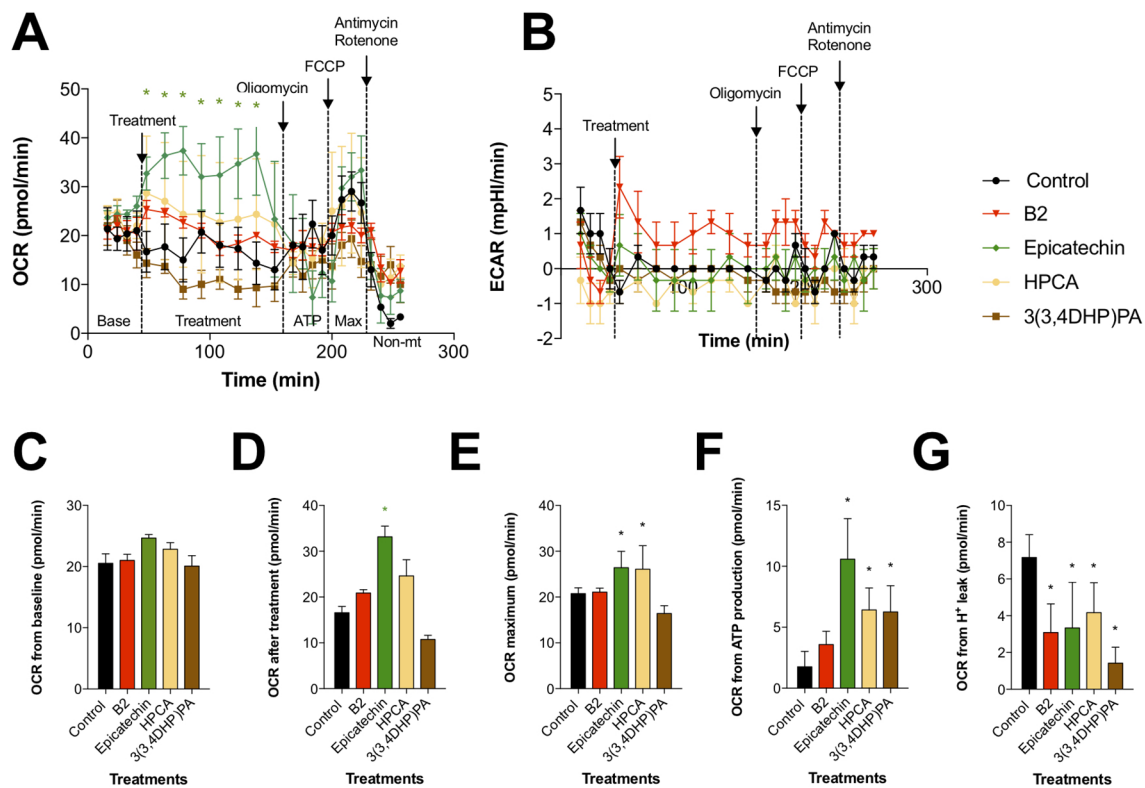 A
Antimycin
Rotenone
FCCP
Oligomycin
Treatment
* * * * * * *
OCR (pmol/min)
50
40
30
20
10
0
Base
Treatment
ATP
Max
Non-mt
0
100
200
300
Time (min)
B
Antimycin
Rotenone
FCCP
Oligomycin
Treatment
ECAR (mpHI/min)
5
4
3
2
1
0
-1
-2
100
300
Time (min)
Control
B2
Epicatechin
HPCA
3(3,4DHP)PA
C
OCR from baseline (pmol/min)
30
20
10
0
Control
B2
Epicatechin
HPCA
3(3,4DHP)PA
Treatments
D
OCR after treatment (pmol/min)
40
30
20
10
0
*
Control
B2
Epicatechin
HPCA
3(3,4DHP)PA
Treatments
E
OCR maximum (pmol/min)
40
30
20
10
0
* *
Control
B2
Epicatechin
HPCA
3(3,4DHP)PA
Treatments
F
OCR from ATP production (pmol/min)
15
10
5
0
* * *
Control
B2
Epicatechin
HPCA
3(3,4DHP)PA
Treatments
G
OCR from H⁺ leak (pmol/min)
10
8
6
4
2
0
* * * *
Control
B2
Epicatechin
HPCA
3(3,4DHP)PA
Treatments